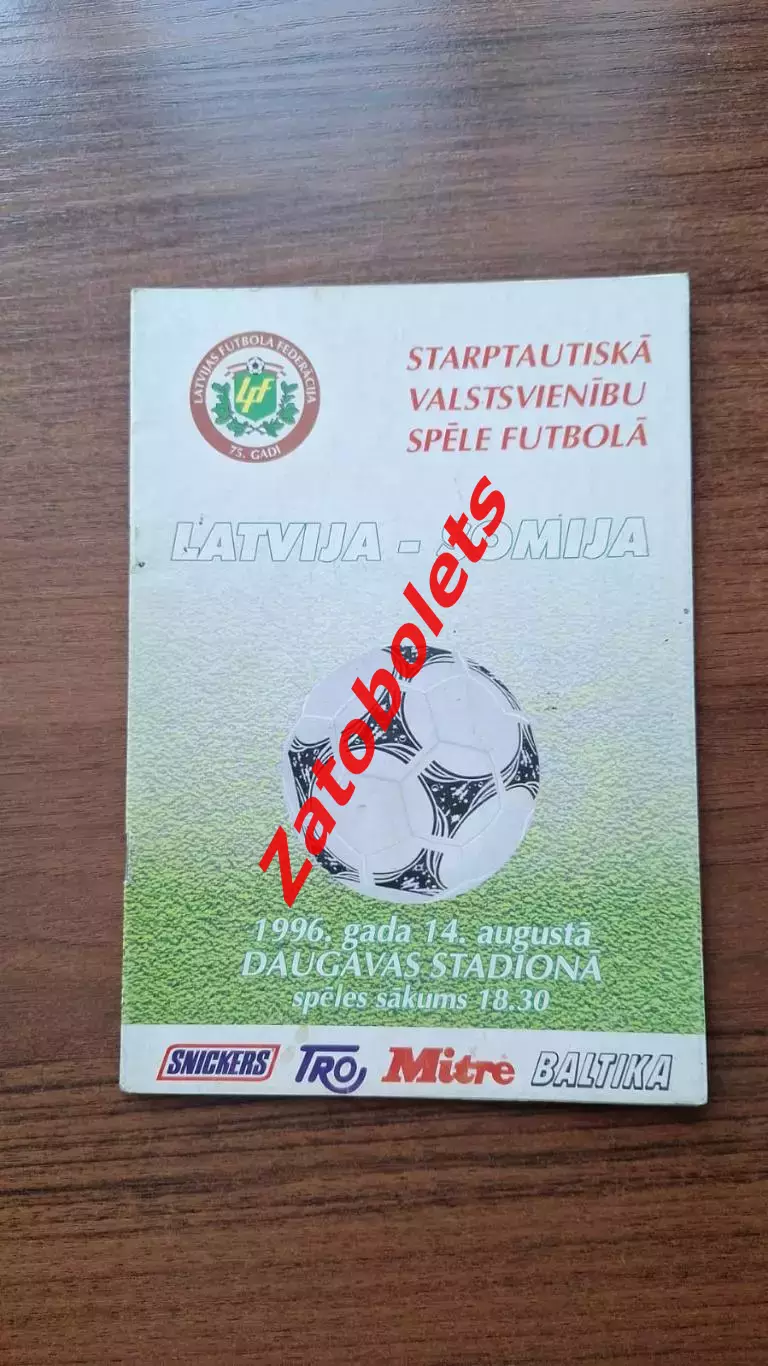 LATVIJAS FUTBOLA FEDERĀCIJA
Lff
75. GADI
STARPTAUTISKĀ
VALSTSVIENĪBU
SPĒLE FUTBOLĀ
LATVIJA - SOMIJA
Zatobolets
1996. gada 14. augustā
DAUGAVAS STADIONĀ
spēles sākums 18.30
SNICKERS TRO Mitre BALTIKA